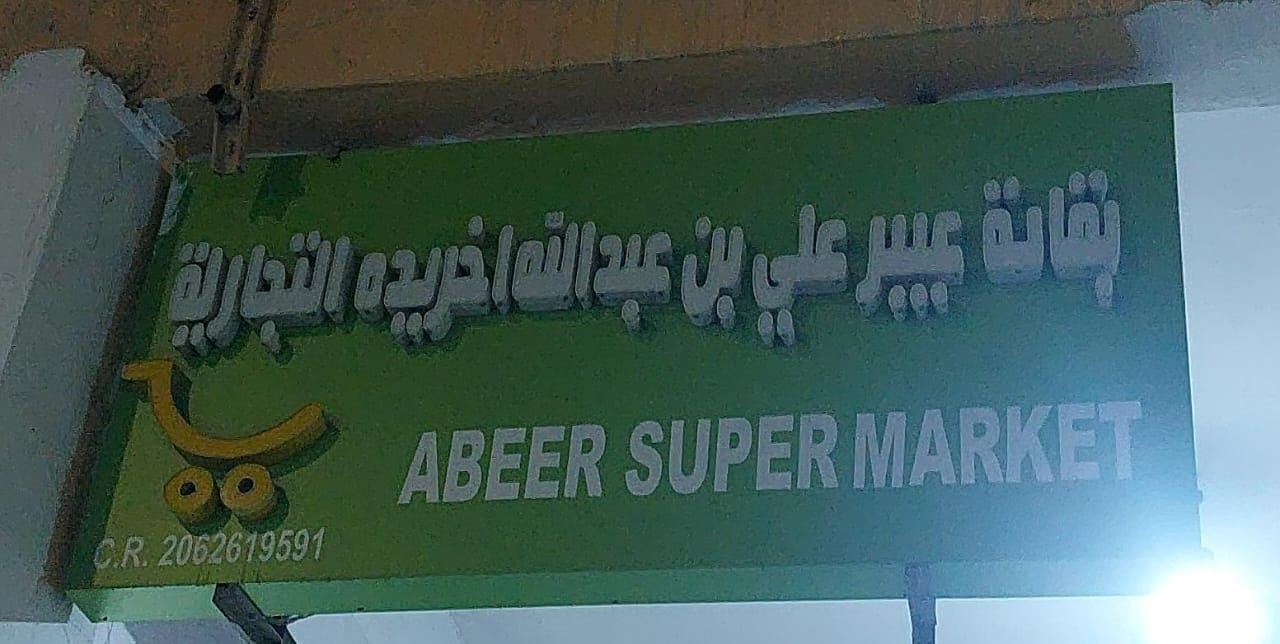 بقالة عبير علي بن عبدالله اخريده التجارية
ABEER SUPER MARKET
C.R. 2062619591